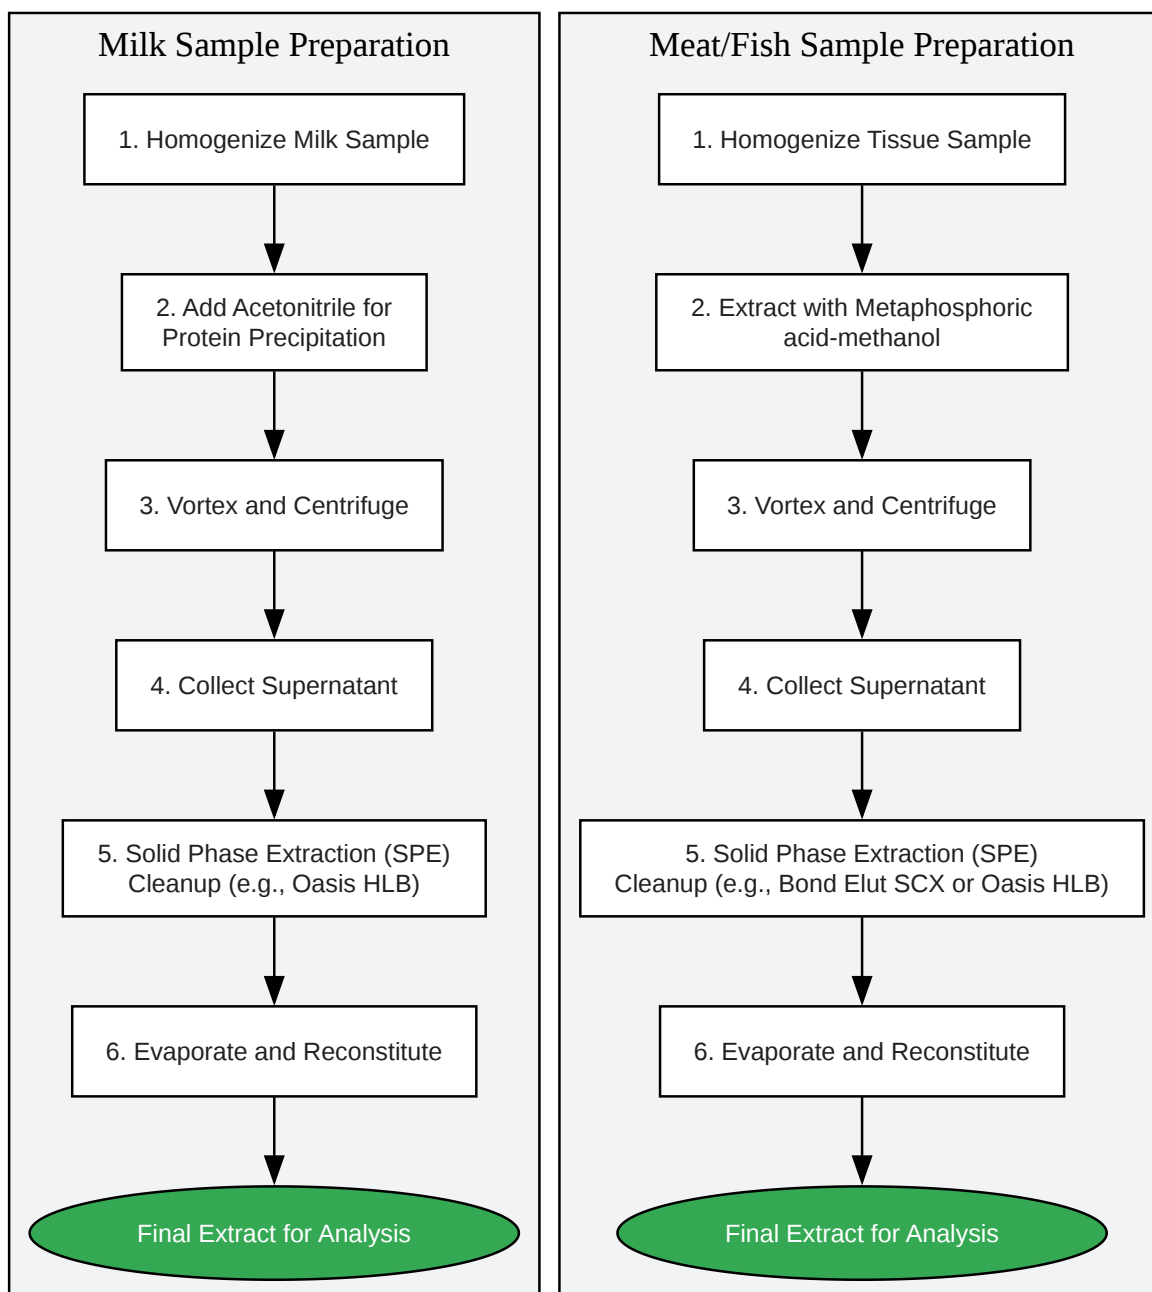 Milk Sample Preparation
1. Homogenize Milk Sample
2. Add Acetonitrile for
Protein Precipitation
3. Vortex and Centrifuge
4. Collect Supernatant
5. Solid Phase Extraction (SPE)
Cleanup (e.g., Oasis HLB)
6. Evaporate and Reconstitute
Final Extract for Analysis
Meat/Fish Sample Preparation
1. Homogenize Tissue Sample
2. Extract with Metaphosphoric
acid-methanol
3. Vortex and Centrifuge
4. Collect Supernatant
5. Solid Phase Extraction (SPE)
Cleanup (e.g., Bond Elut SCX or Oasis HLB)
6. Evaporate and Reconstitute
Final Extract for Analysis